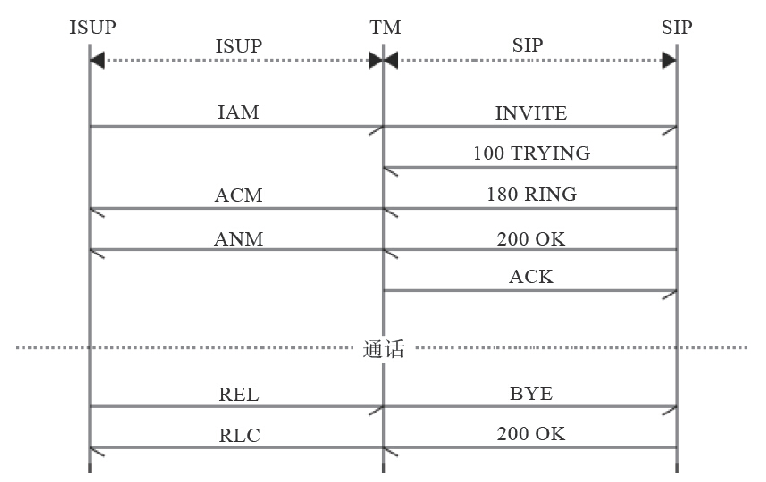 ISUP TM SIP
ISUP SIP
IAM INVITE
100 TRYING
ACM 180 RING
ANM 200 OK
ACK
通话
REL BYE
RLC 200 OK